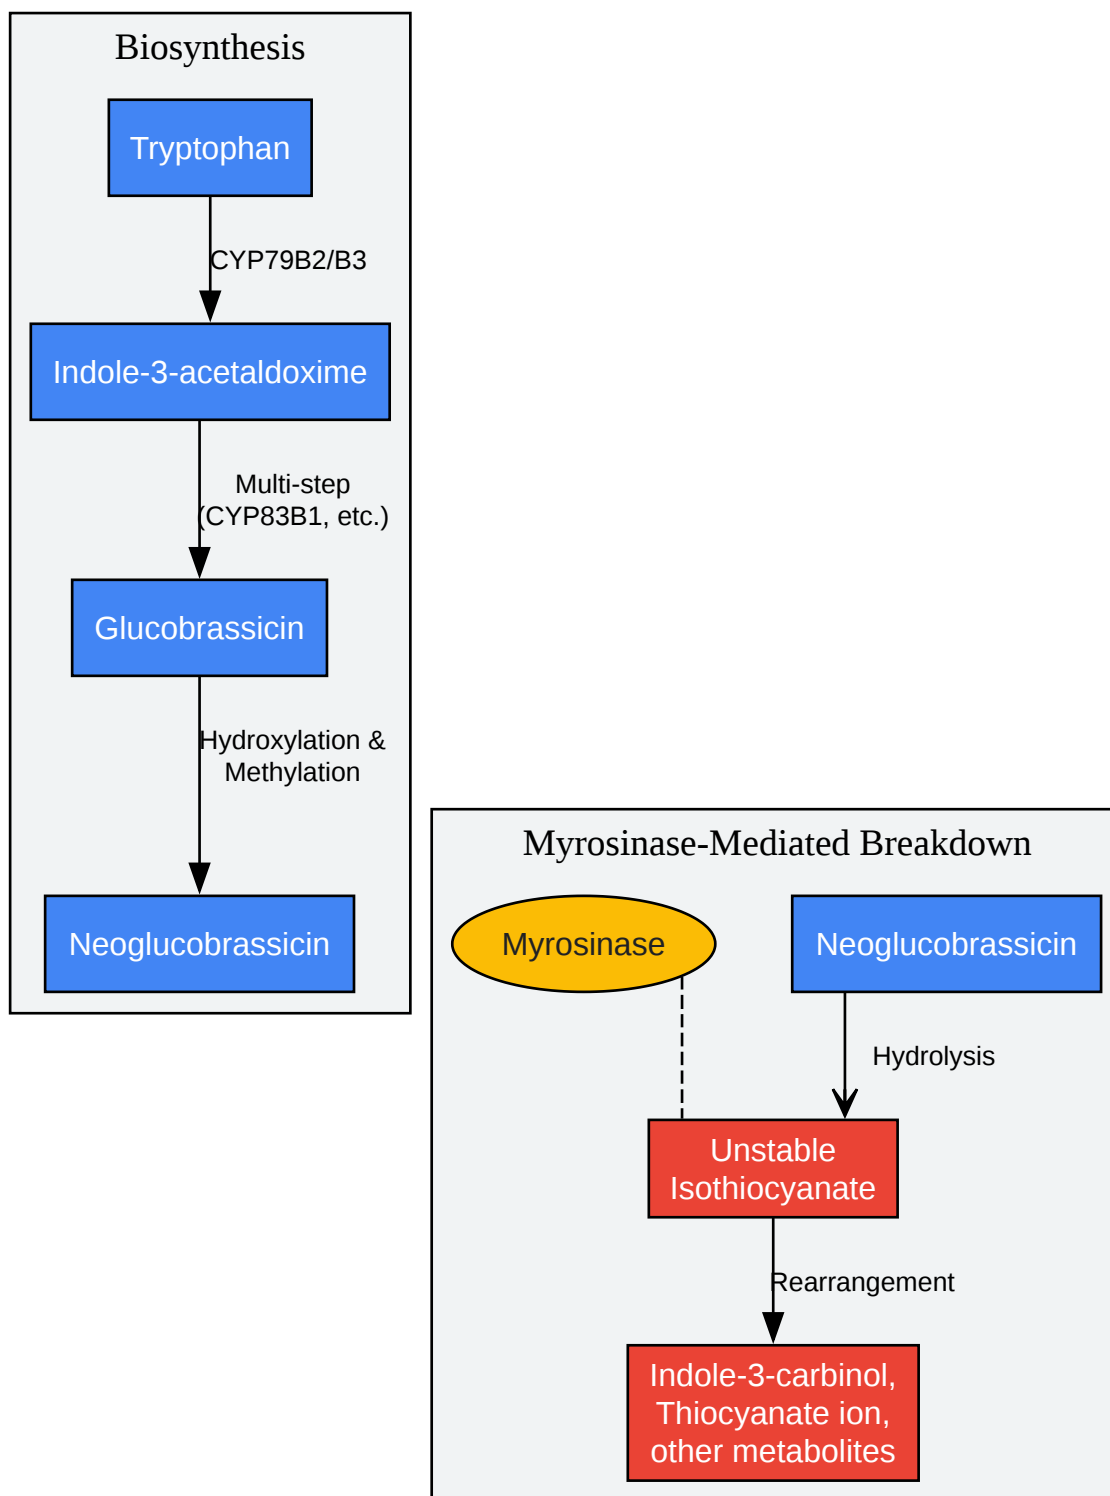 Biosynthesis
Tryptophan
CYP79B2/B3
Indole-3-acetaldoxime
Multi-step
(CYP83B1, etc.)
Glucobrassicin
Hydroxylation &
Methylation
Neoglucobrassicin
Myrosinase-Mediated Breakdown
Myrosinase
Neoglucobrassicin
Hydrolysis
Unstable
Isothiocyanate
Rearrangement
Indole-3-carbinol,
Thiocyanate ion,
other metabolites